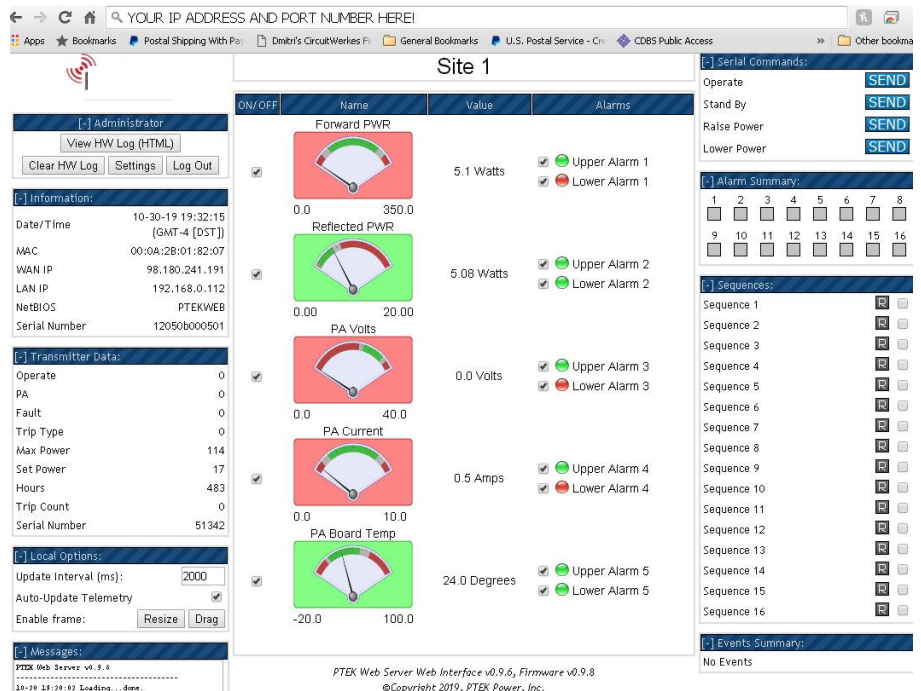 YOUR IP ADDRESS AND PORT NUMBER HERE!
Apps Bookmarks Postal Shipping With Pa Dmitri's CircuitWerkes Fi General Bookmarks U.S. Postal Service - Cre CDBS Public Access » Other bookma
[-] Administrator
View HW Log (HTML)
Clear HW Log Settings Log Out
[-] Information:
Date/Time 10-30-19 19:32:15
(GMT-4 [DST])
MAC 00:0A:2B:01:82:07
WAN IP 98.180.241.191
LAN IP 192.168.0.112
NetBIOS PTEKWEB
Serial Number 12050b000501
[-] Transmitter Data:
Operate 0
PA 0
Fault 0
Trip Type 0
Max Power 114
Set Power 17
Hours 483
Trip Count 0
Serial Number 51342
[-] Local Options:
Update Interval (ms): 2000
Auto-Update Telemetry
Enable frame: Resize Drag
[-] Messages:
PTEK Web Server v0.9.8
----------------------------
10-30 19:30:02 Loading...done.
Site 1
ON/OFF Name Value Alarms
Forward PWR
5.1 Watts
Upper Alarm 1
Lower Alarm 1
0.0 350.0
Reflected PWR
5.08 Watts
Upper Alarm 2
Lower Alarm 2
0.00 20.00
PA Volts
0.0 Volts
Upper Alarm 3
Lower Alarm 3
0.0 40.0
PA Current
0.5 Amps
Upper Alarm 4
Lower Alarm 4
0.0 10.0
PA Board Temp
24.0 Degrees
Upper Alarm 5
Lower Alarm 5
-20.0 100.0
PTEK Web Server Web Interface v0.9.6, Firmware v0.9.8
©Copyright 2019, PTEK Power, Inc.
[-] Serial Commands:
Operate SEND
Stand By SEND
Raise Power SEND
Lower Power SEND
[-] Alarm Summary:
1 2 3 4 5 6 7 8
9 10 11 12 13 14 15 16
[-] Sequences:
Sequence 1 R
Sequence 2 R
Sequence 3 R
Sequence 4 R
Sequence 5 R
Sequence 6 R
Sequence 7 R
Sequence 8 R
Sequence 9 R
Sequence 10 R
Sequence 11 R
Sequence 12 R
Sequence 13 R
Sequence 14 R
Sequence 15 R
Sequence 16 R
[-] Events Summary:
No Events